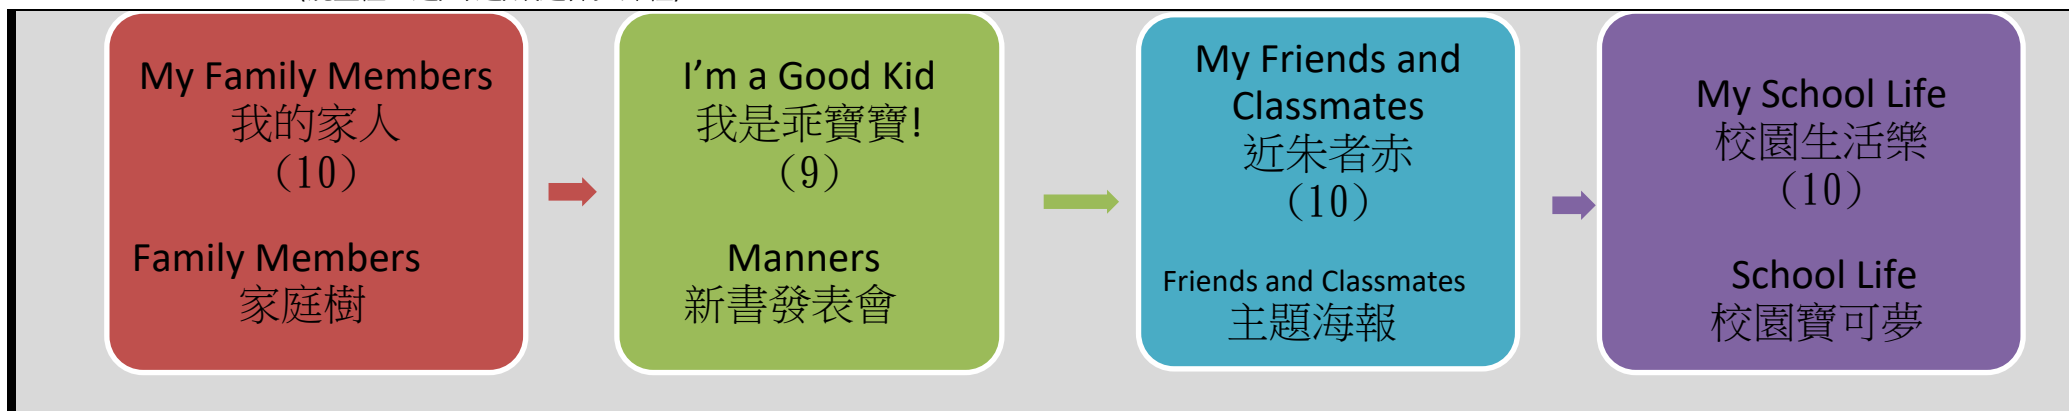 My Family Members
我的家人
(10)
Family Members
家庭樹
I'm a Good Kid
我是乖寶寶!
(9)
Manners
新書發表會
My Friends and
Classmates
近朱者赤
(10)
Friends and Classmates
主題海報
My School Life
校園生活樂
(10)
School Life
校園寶可夢